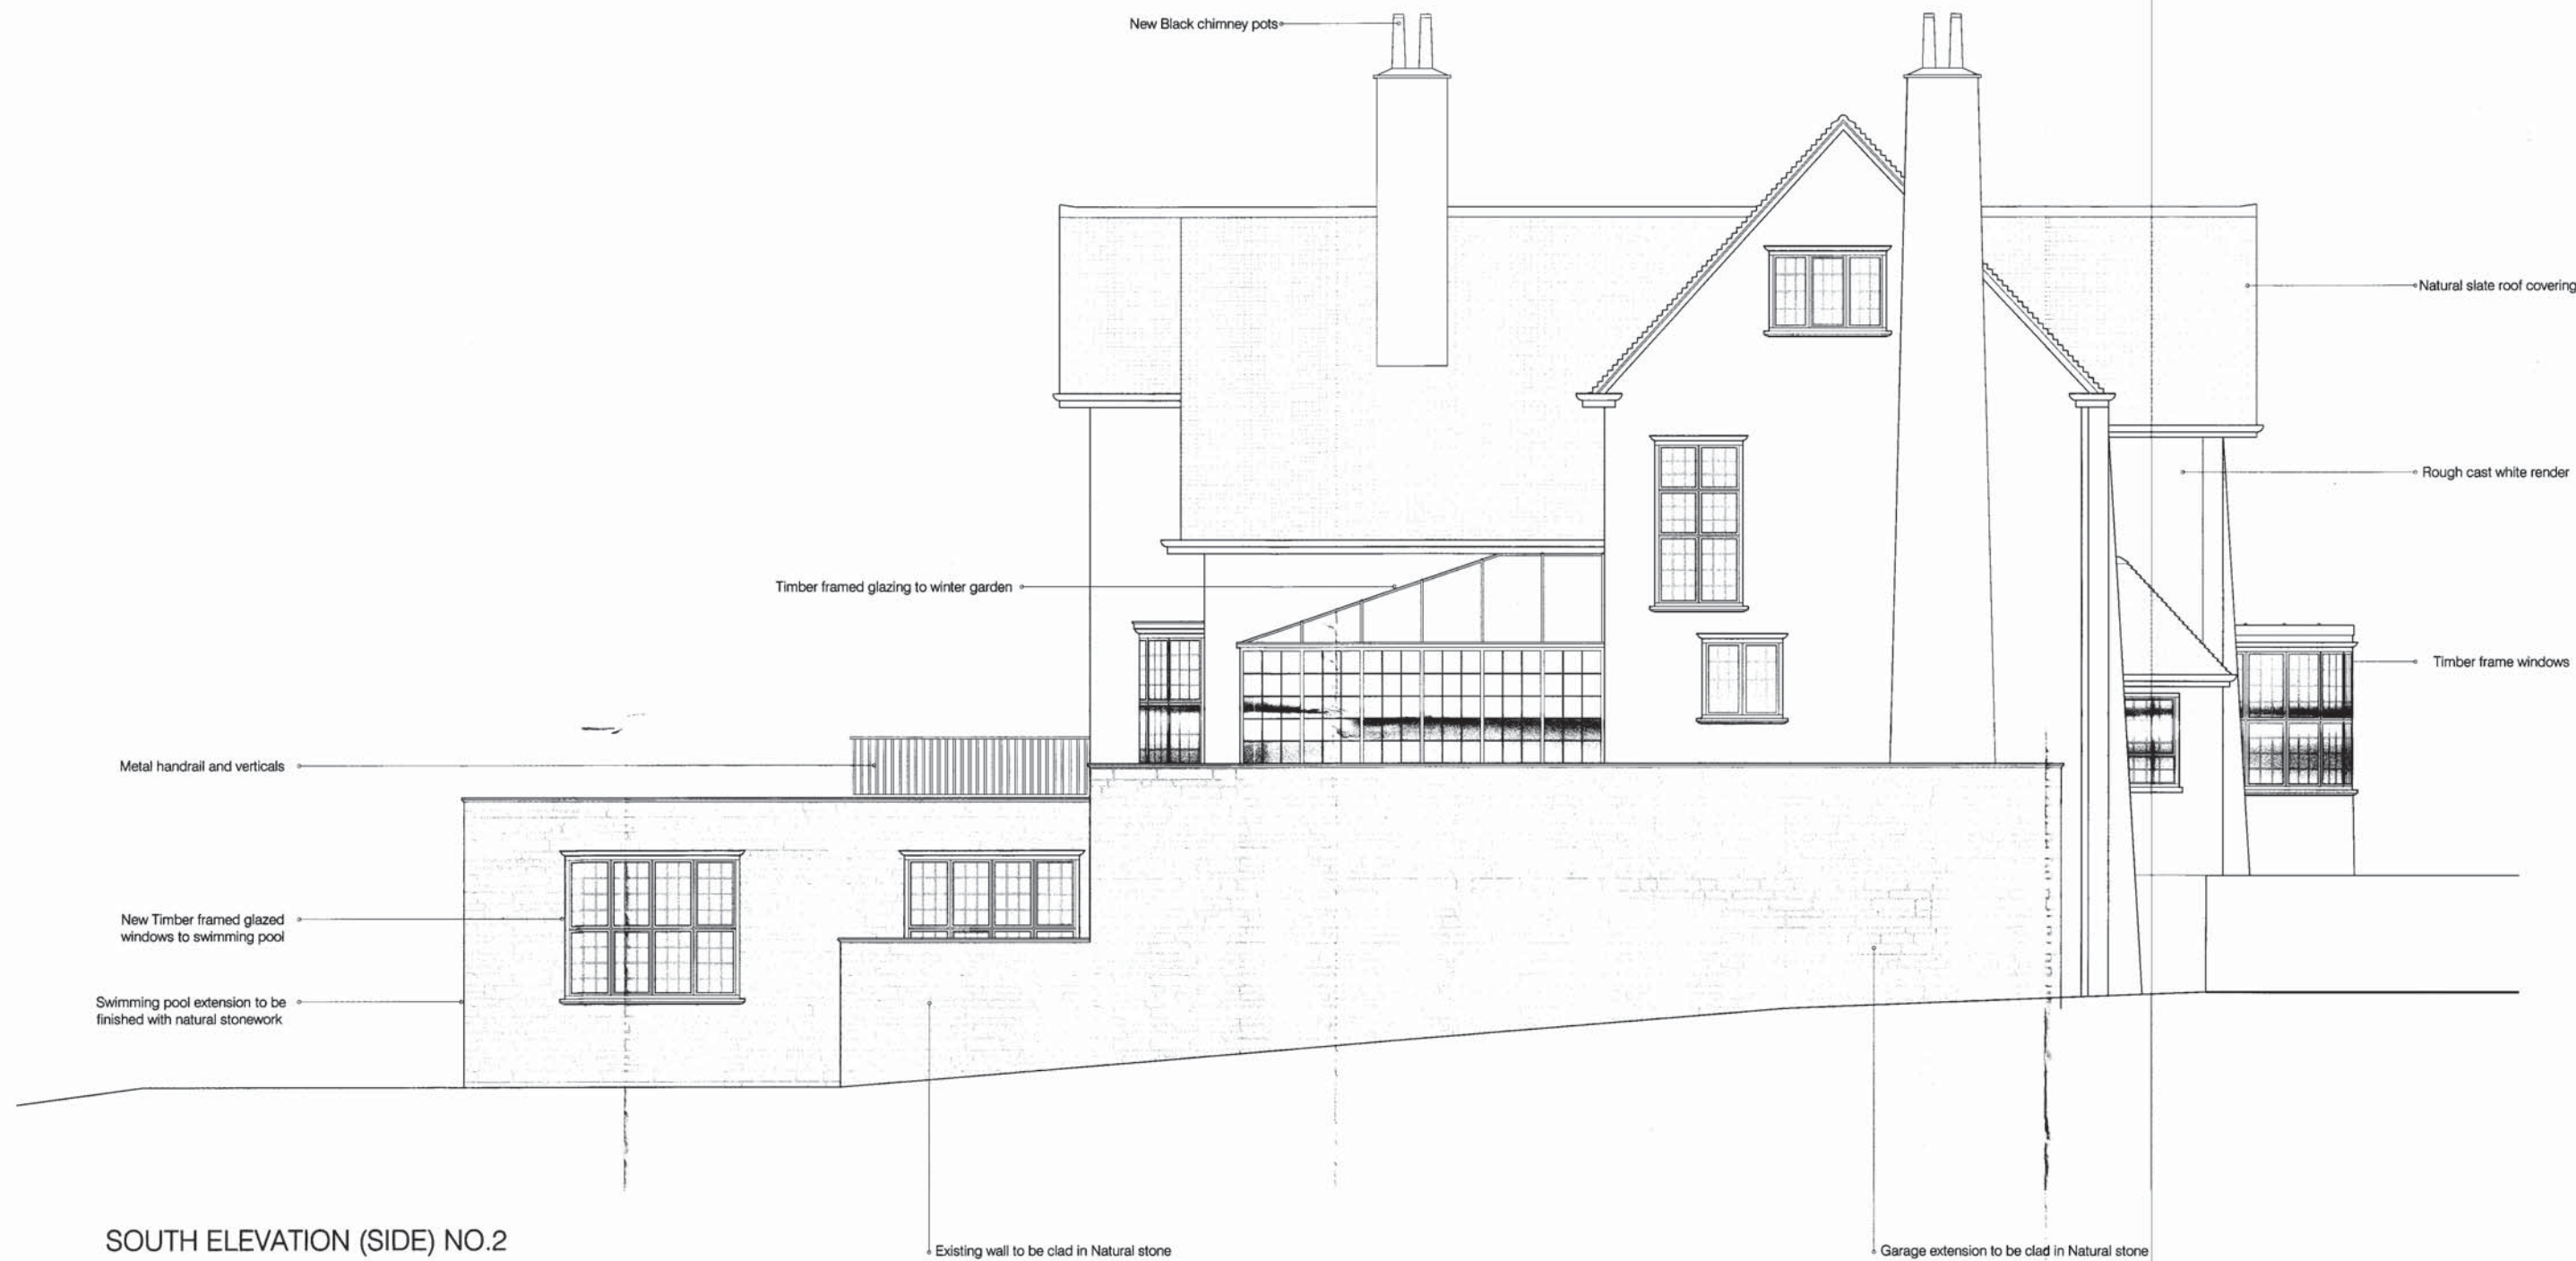 New Black chimney pots
Natural slate roof covering
Rough cast white render
Timber framed glazing to winter garden
Timber frame windows
Metal handrail and verticals
New Timber framed glazed
windows to swimming pool
Swimming pool extension to be
finished with natural stonework
SOUTH ELEVATION (SIDE) NO.2
Existing wall to be clad in Natural stone
Garage extension to be clad in Natural stone